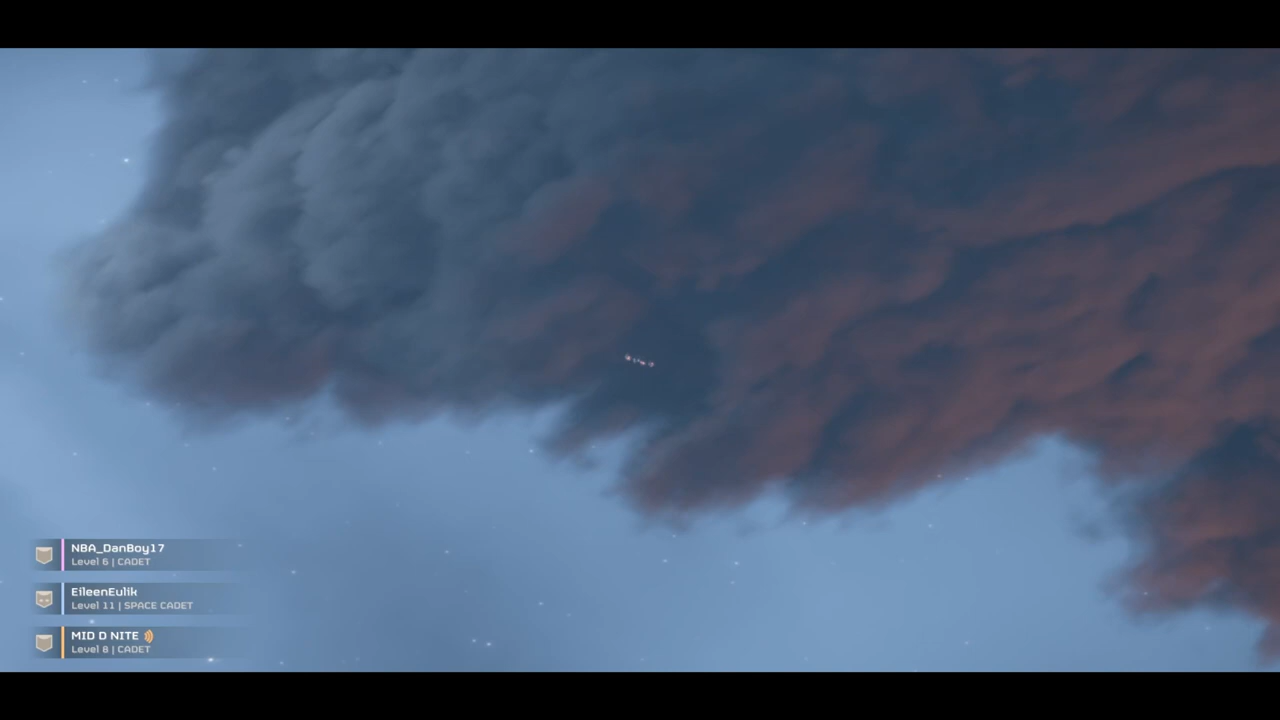 NBA_DanBoy17
Level 6 | CADET
EileenEulik
Level 11 | SPACE CADET
MID D NITE
Level 8 | CADET